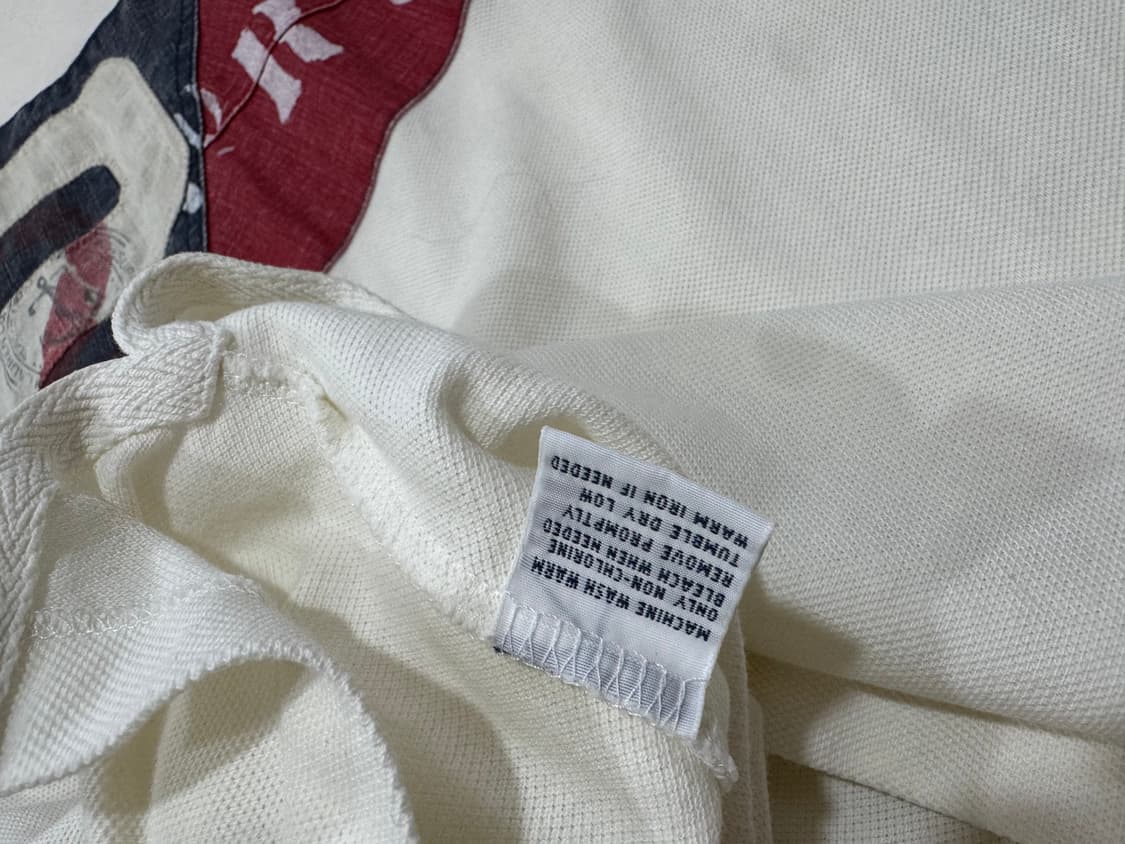 MACHINE WASH WARM
ONLY NON-CHLORINE
BLEACH WHEN NEEDED
REMOVE PROMPTLY
TUMBLE DRY LOW
WARM IRON IF NEEDED